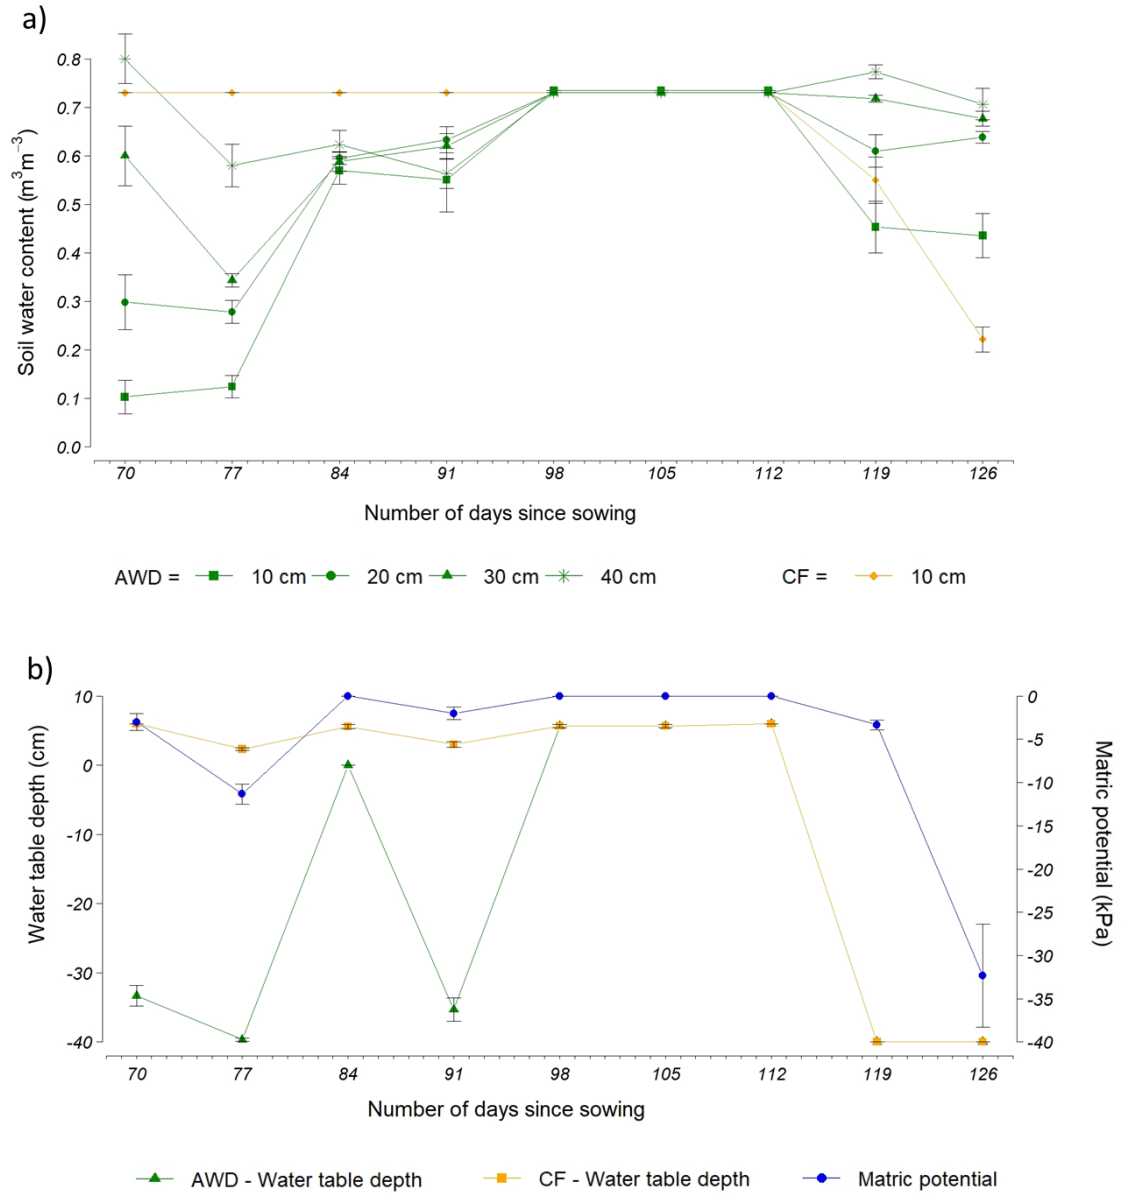 a)
0.8
0.7
0.6
0.5
0.4
0.3
0.2
0.1
0.0
Soil water content (m³m⁻³)
70 77 84 91 98 105 112 119 126
Number of days since sowing
AWD = 10 cm 20 cm 30 cm 40 cm CF = 10 cm
b)
10
0
-10
-20
-30
-40
Water table depth (cm)
0
-5
-10
-15
-20
-25
-30
-35
-40
Matric potential (kPa)
70 77 84 91 98 105 112 119 126
Number of days since sowing
AWD - Water table depth CF - Water table depth Matric potential